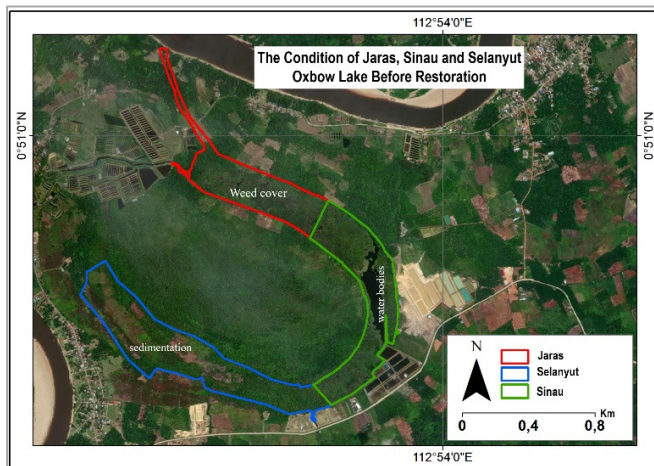 112°54'0"E
The Condition of Jaras, Sinau and Selanyut
Oxbow Lake Before Restoration
0°51'0"N
0°51'0"N
Weed cover
water bodies
sedimentation
N
Jaras
Selanyut
Sinau
Km
0 0,4 0,8
112°54'0"E